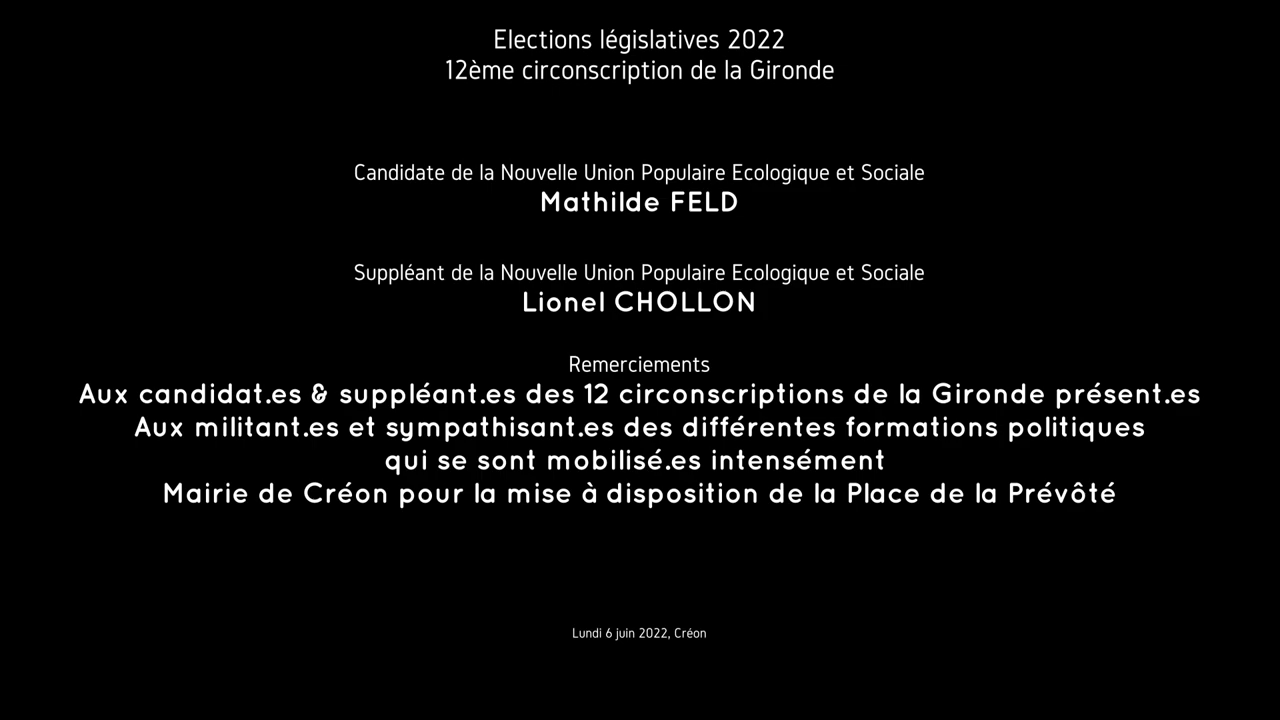 Elections législatives 2022
12ème circonscription de la Gironde
Candidate de la Nouvelle Union Populaire Ecologique et Sociale
Mathilde FELD
Suppléant de la Nouvelle Union Populaire Ecologique et Sociale
Lionel CHOLLON
Remerciements
Aux candidat.es & suppléant.es des 12 circonscriptions de la Gironde présent.es
Aux militant.es et sympathisant.es des différentes formations politiques
qui se sont mobilisé.es intensément
Mairie de Créon pour la mise à disposition de la Place de la Prévôté
Lundi 6 juin 2022, Créon